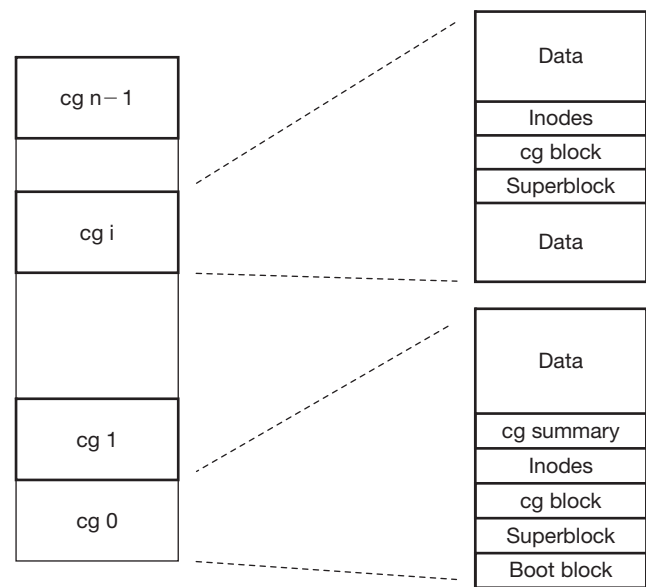 cg n–1
cg i
cg 1
cg 0
Data
Inodes
cg block
Superblock
Data
Data
cg summary
Inodes
cg block
Superblock
Boot block